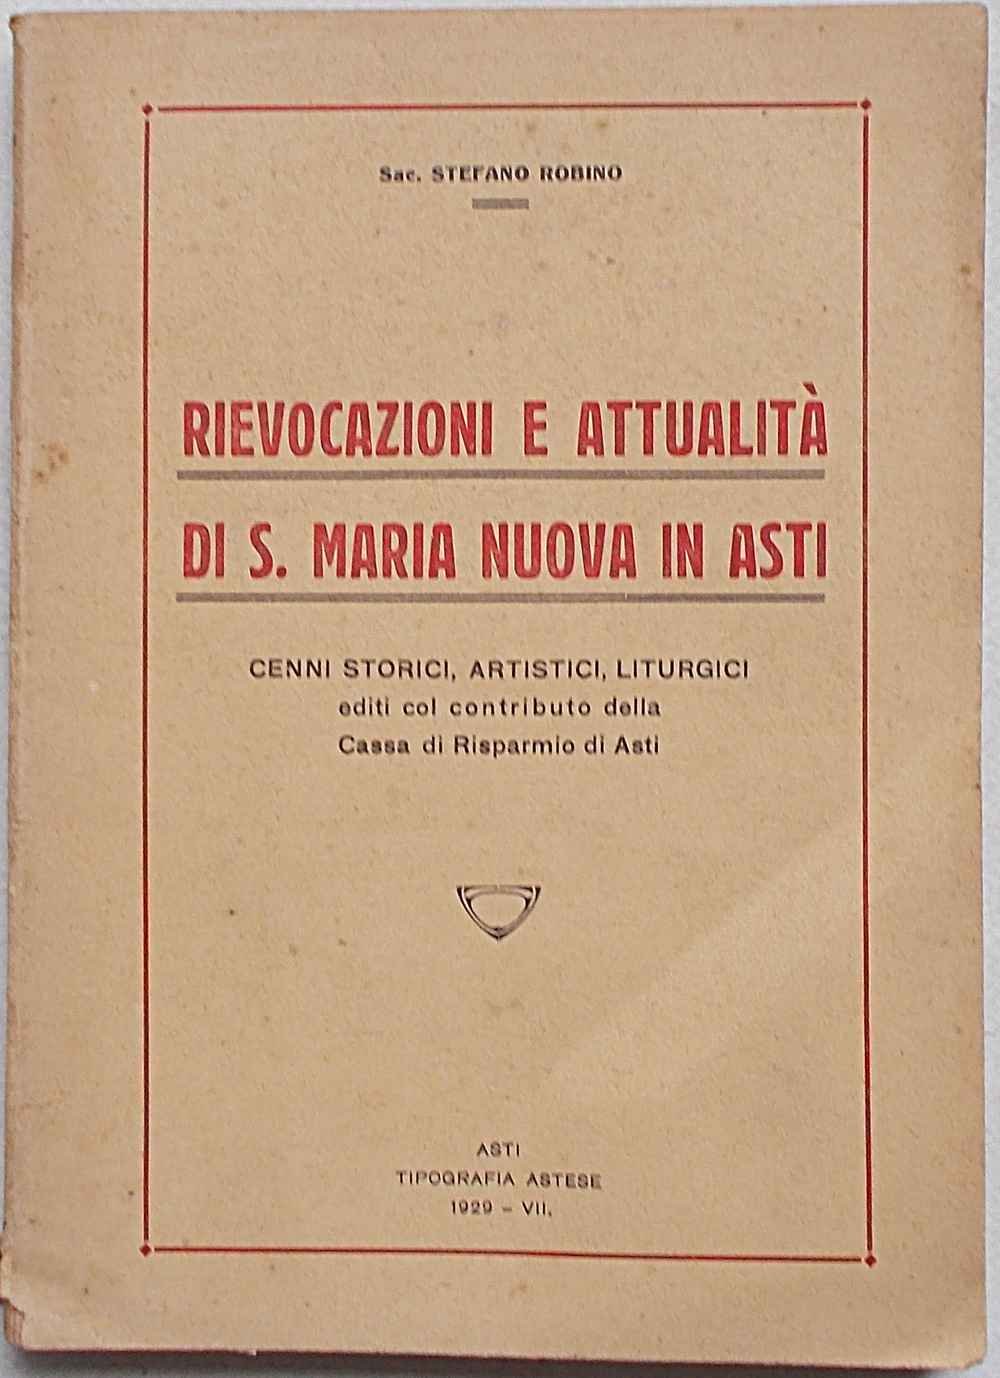 Sac. STEFANO ROBINO
RIEVOCAZIONI E ATTUALITÀ
DI S. MARIA NUOVA IN ASTI
CENNI STORICI, ARTISTICI, LITURGICI
editi col contributo della
Cassa di Risparmio di Asti
ASTI
TIPOGRAFIA ASTESE
1929 - VII.